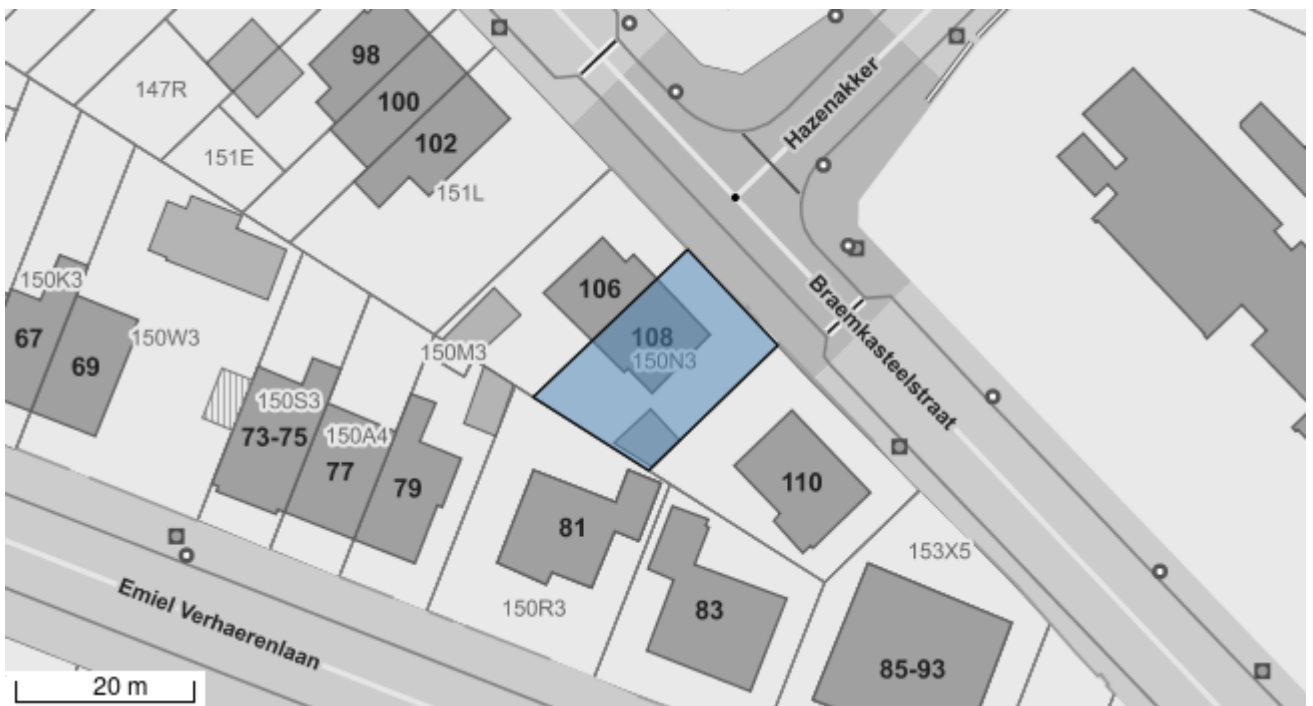 98
147R
100
Hazenakker
102
151E
151L
150K3
106
67
150W3
108
Braemkasteelstraat
150M3
150N3
69
150S3
73-75
150A4
77
79
110
81
153X5
Emiel Verhaerenlaan
150R3
83
85-93
20 m